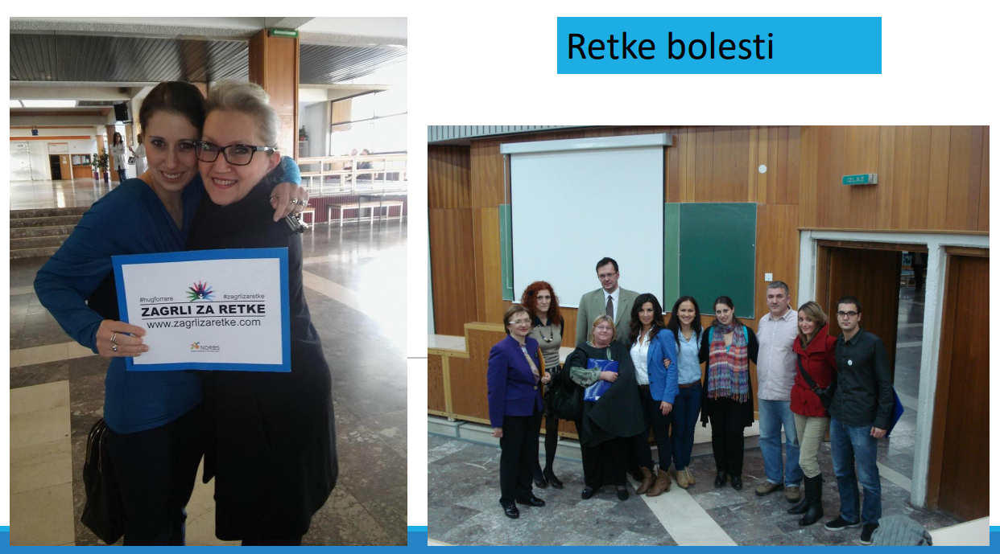 Retke bolesti
#hugforrare #zagrlizaretke
ZAGRLI ZA RETKE
www.zagrlizaretke.com
NORBS
IZLAZ